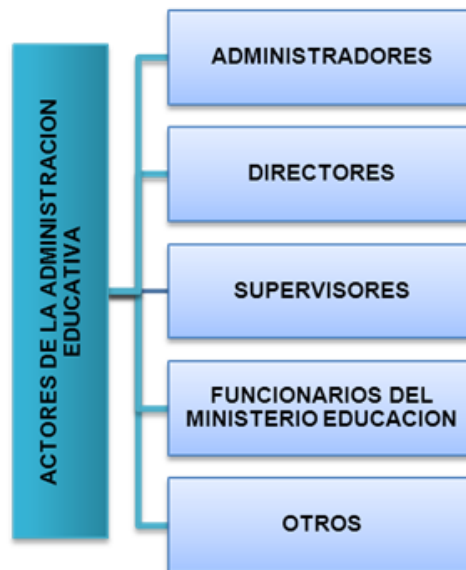 ACTORES DE LA ADMINISTRACION
EDUCATIVA
ADMINISTRADORES
DIRECTORES
SUPERVISORES
FUNCIONARIOS DEL
MINISTERIO EDUCACION
OTROS